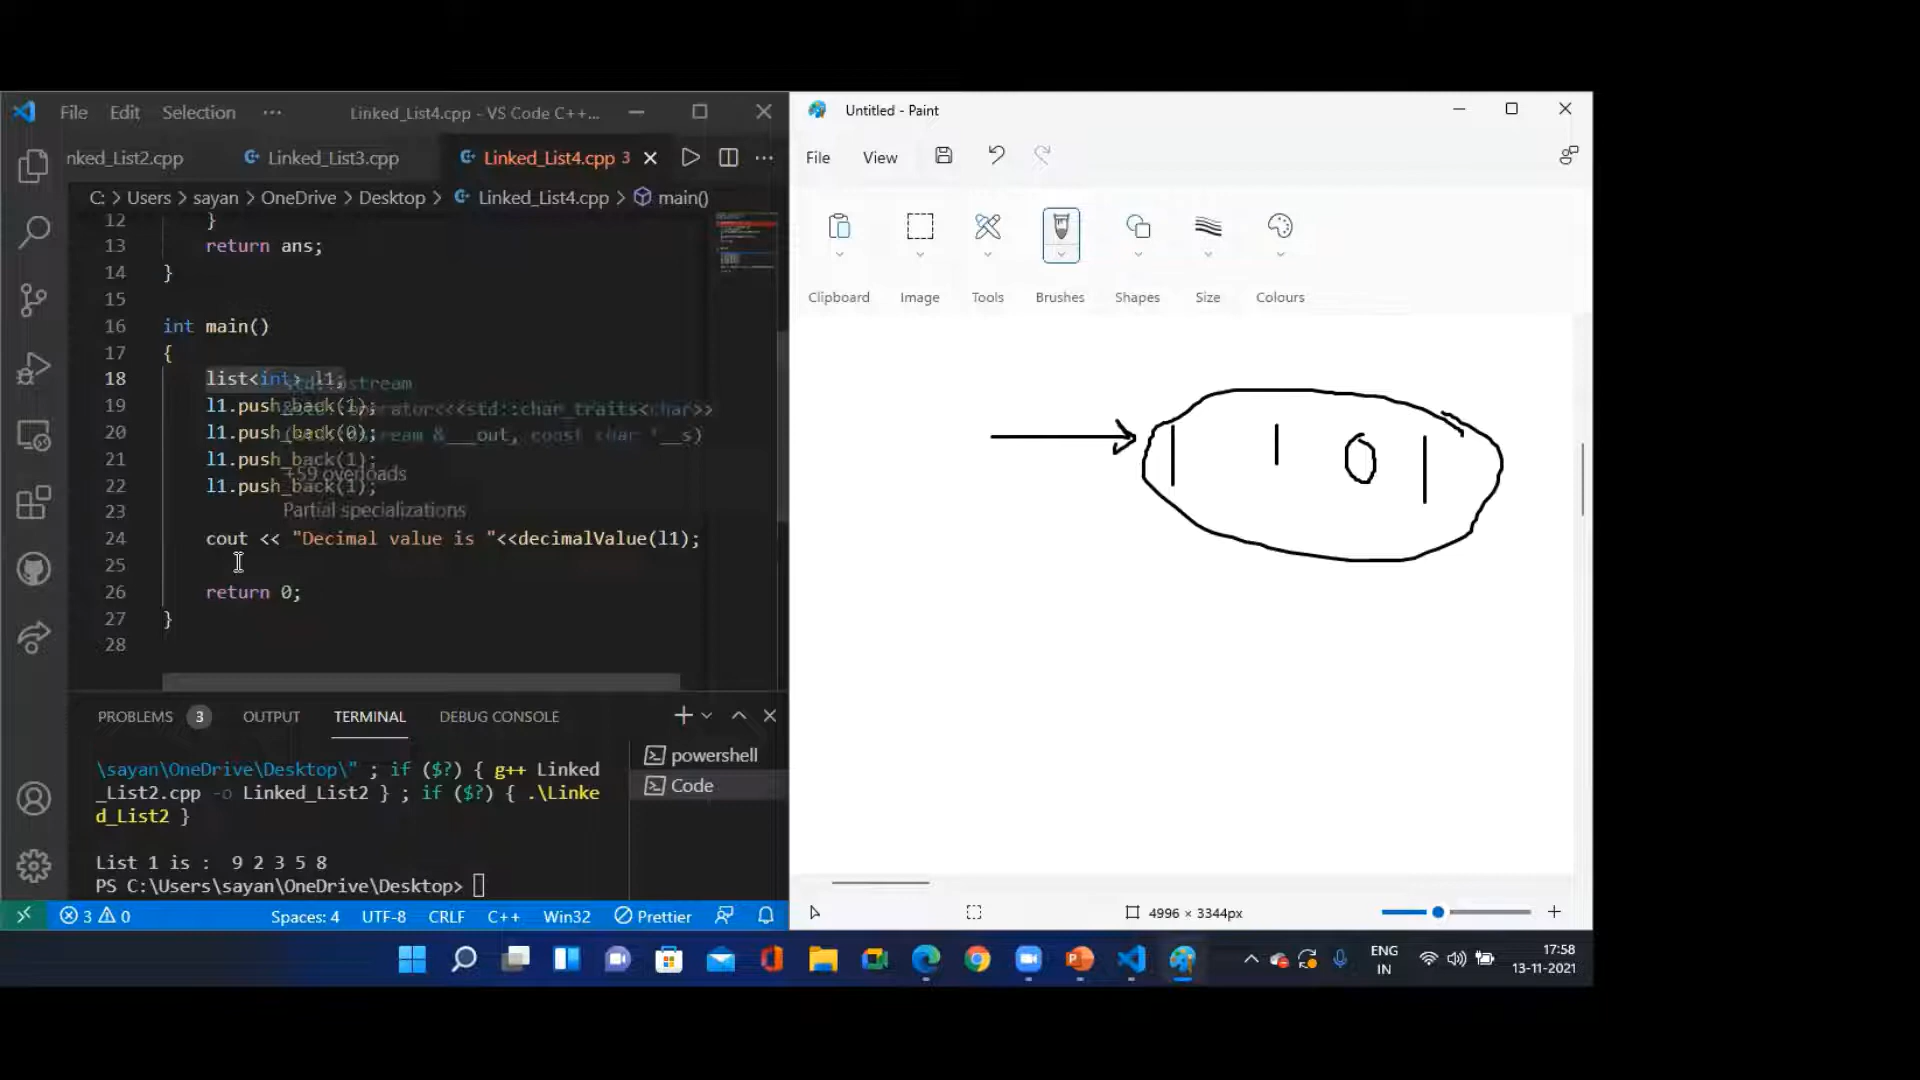 File Edit Selection ··· Linked_List4.cpp - VS Code C++...
nked_List2.cpp Linked_List3.cpp Linked_List4.cpp 3
C: > Users > sayan > OneDrive > Desktop > Linked_List4.cpp > main()
12 }
13 return ans;
14 }
15
16 int main()
17 {
18 list<int> l1;
19 l1.push_back(1);
20 l1.push_back(0);
21 l1.push_back(1);
22 l1.push_back(1);
23
24 cout << "Decimal value is "<<decimalValue(l1);
25
26 return 0;
27 }
28
+59 overloads
Partial specializations
PROBLEMS 3 OUTPUT TERMINAL DEBUG CONSOLE
\sayan\OneDrive\Desktop\" ; if ($?) { g++ Linked
_List2.cpp -o Linked_List2 } ; if ($?) { .\Linke
d_List2 }
List 1 is : 9 2 3 5 8
PS C:\Users\sayan\OneDrive\Desktop>
powershell
Code
3 0 Spaces: 4 UTF-8 CRLF C++ Win32 Prettier
Untitled - Paint
File View
Clipboard Image Tools Brushes Shapes Size Colours
1 1 0 1
4996 × 3344px
ENG
IN
17:58
13-11-2021